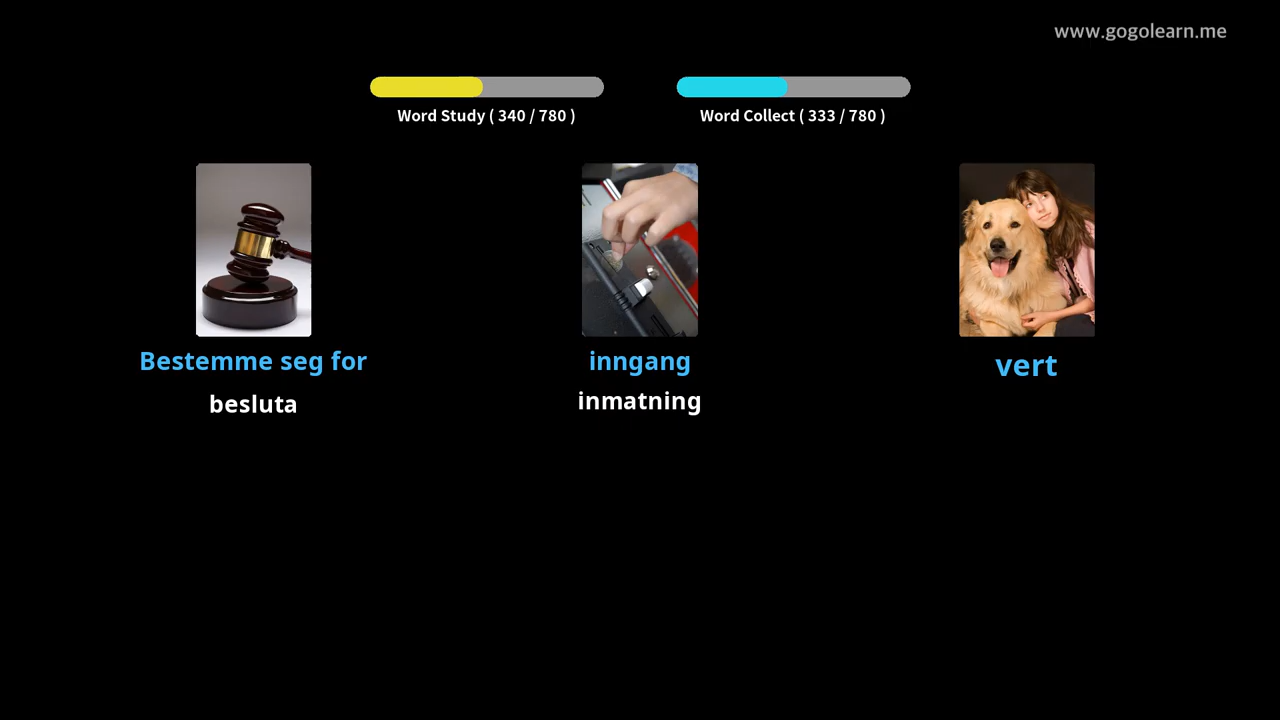 www.gogolearn.me
Word Study ( 340 / 780 )
Word Collect ( 333 / 780 )
Bestemme seg for
besluta
inngang
inmatning
vert